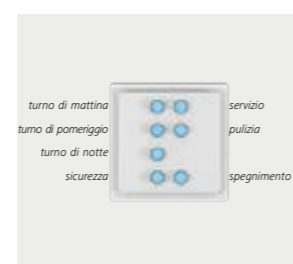 turno di mattina servizio
turno di pomeriggio pulizia
turno di notte
sicurezza spegnimento